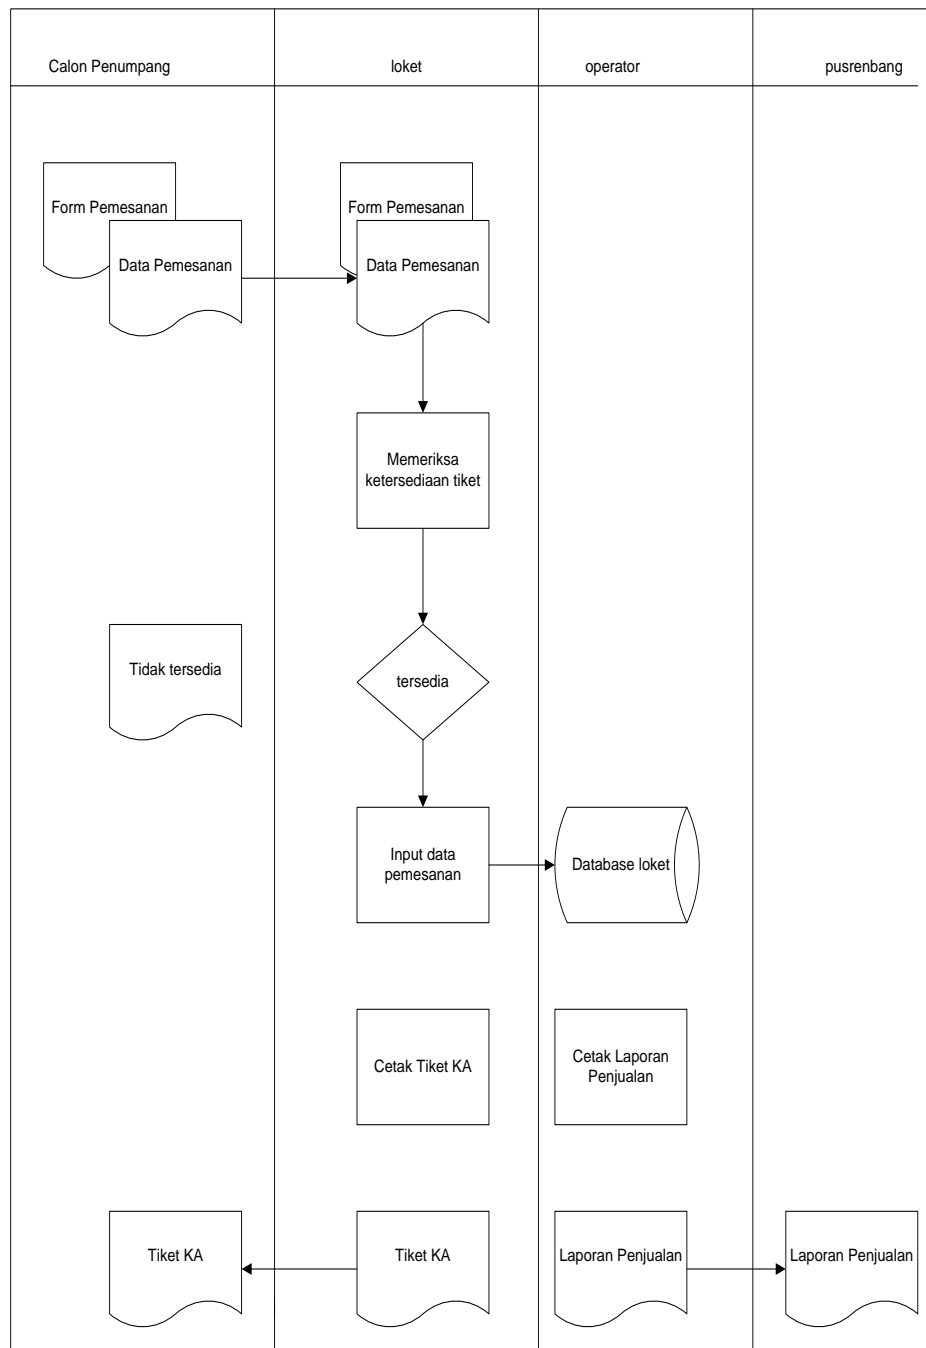 Calon Penumpang
loket
operator
pusrenbang
Form Pemesanan
Data Pemesanan
Form Pemesanan
Data Pemesanan
Memeriksa
ketersediaan tiket
Tidak tersedia
tersedia
Input data
pemesanan
Database loket
Cetak Tiket KA
Cetak Laporan
Penjualan
Tiket KA
Tiket KA
Laporan Penjualan
Laporan Penjualan